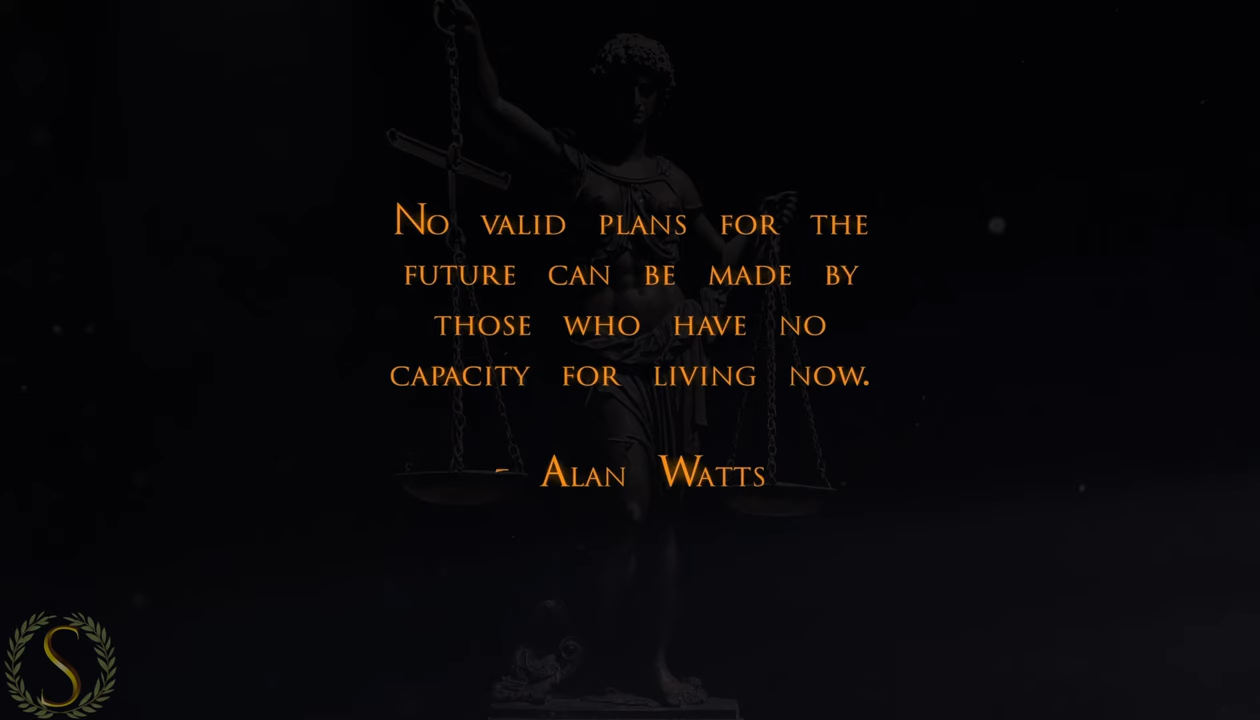 No valid plans for the
future can be made by
those who have no
capacity for living now.
- Alan Watts
S